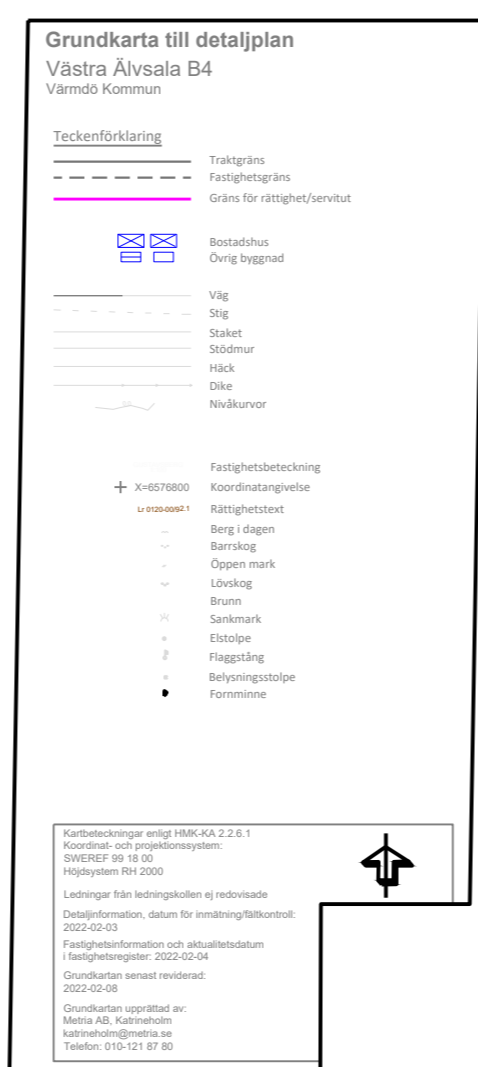 Grundkarta till detaljplan
Västra Älvsala B4
Värmdö Kommun
Teckenförklaring
Traktgräns
Fastighetsgräns
Gräns för rättighet/servitut
Bostadshus
Övrig byggnad
Väg
Stig
Staket
Stödmur
Häck
Dike
Nivåkurvor
Fastighetsbeteckning
X=6576800 Koordinatangivelse
Lr 0120-00/92.1 Rättighetstext
Berg i dagen
Barrskog
Öppen mark
Lövskog
Brunn
Sankmark
Elstolpe
Flaggstång
Belysningsstolpe
Fornminne
Kartbeteckningar enligt HMK-KA 2.2.6.1
Koordinat- och projektionssystem:
SWEREF 99 18 00
Höjdsystem RH 2000
Ledningar från ledningskollen ej redovisade
Detaljinformation, datum för inmätning/fältkontroll:
2022-02-03
Fastighetsinformation och aktualitetsdatum
i fastighetsregister: 2022-02-04
Grundkartan senast reviderad:
2022-02-08
Grundkartan upprättad av:
Metria AB, Katrineholm
katrineholm@metria.se
Telefon: 010-121 87 80